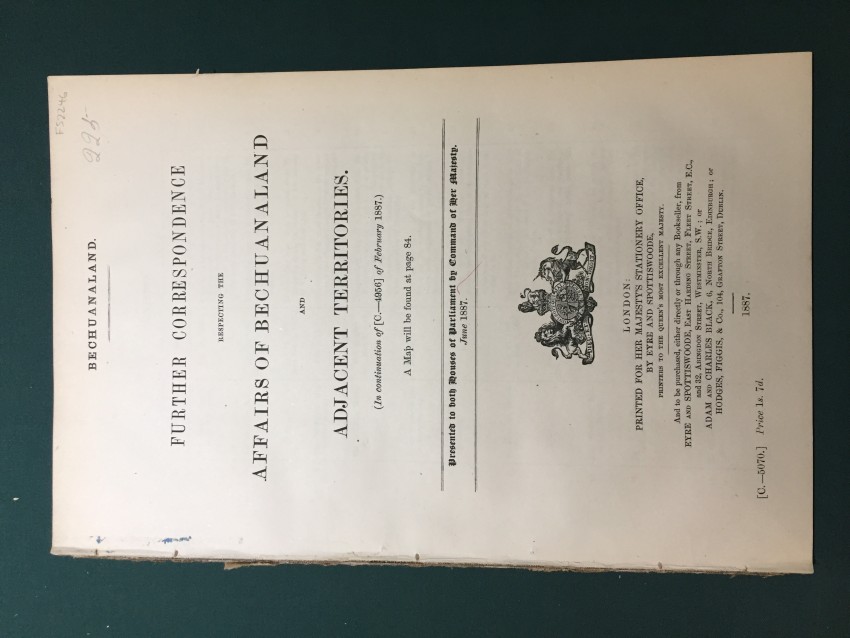 F52246
225
BECHUANALAND.
FURTHER CORRESPONDENCE
RESPECTING THE
AFFAIRS OF BECHUANALAND
AND
ADJACENT TERRITORIES.
(In continuation of [C.—4956] of February 1887.)
A Map will be found at page 84.
Presented to both Houses of Parliament by Command of Her Majesty.
June 1887.
LONDON:
PRINTED FOR HER MAJESTY'S STATIONERY OFFICE,
BY EYRE AND SPOTTISWOODE,
PRINTERS TO THE QUEEN'S MOST EXCELLENT MAJESTY.
And to be purchased, either directly or through any Bookseller, from
EYRE AND SPOTTISWOODE, EAST HARDING STREET, FLEET STREET, E.C.,
and 32, ABINGDON STREET, WESTMINSTER, S.W.; or
ADAM AND CHARLES BLACK, 6, NORTH BRIDGE, EDINBURGH; or
HODGES, FIGGIS, & Co., 104, GRAFTON STREET, DUBLIN.
1887.
[C.—5070.] Price 1s. 7d.